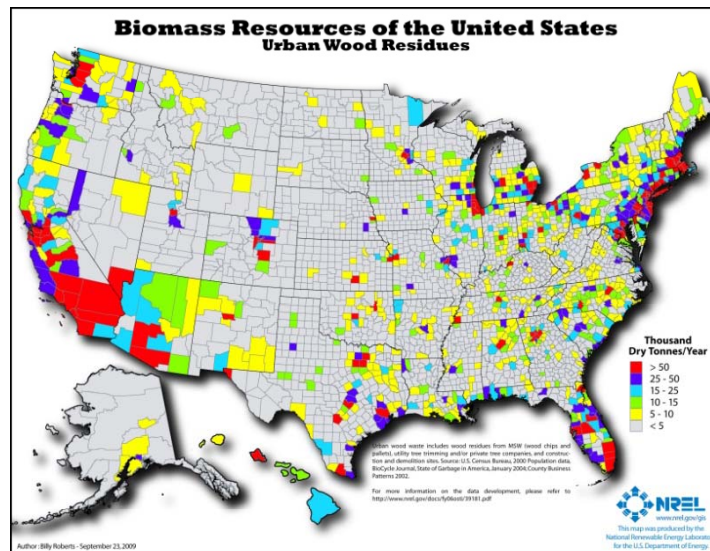 Biomass Resources of the United States
Urban Wood Residues
Thousand
Dry Tonnes/Year
> 50
25 - 50
15 - 25
10 - 15
5 - 10
< 5
Urban wood waste includes wood residues from MSW (wood chips and
pallets), utility tree trimming and/or private tree companies, and construc-
tion and demolition sites. Source: U.S. Census Bureau, 2000 Population data,
BioCycle Journal, State of Garbage in America, January 2004; County Business
Patterns 2002.
For more information on the data development, please refer to
http://www.nrel.gov/docs/fy06osti/39181.pdf
NREL
www.nrel.gov/gis
This map was produced by the
National Renewable Energy Laboratory
for the U.S. Department of Energy.
Author: Billy Roberts - September 23, 2009